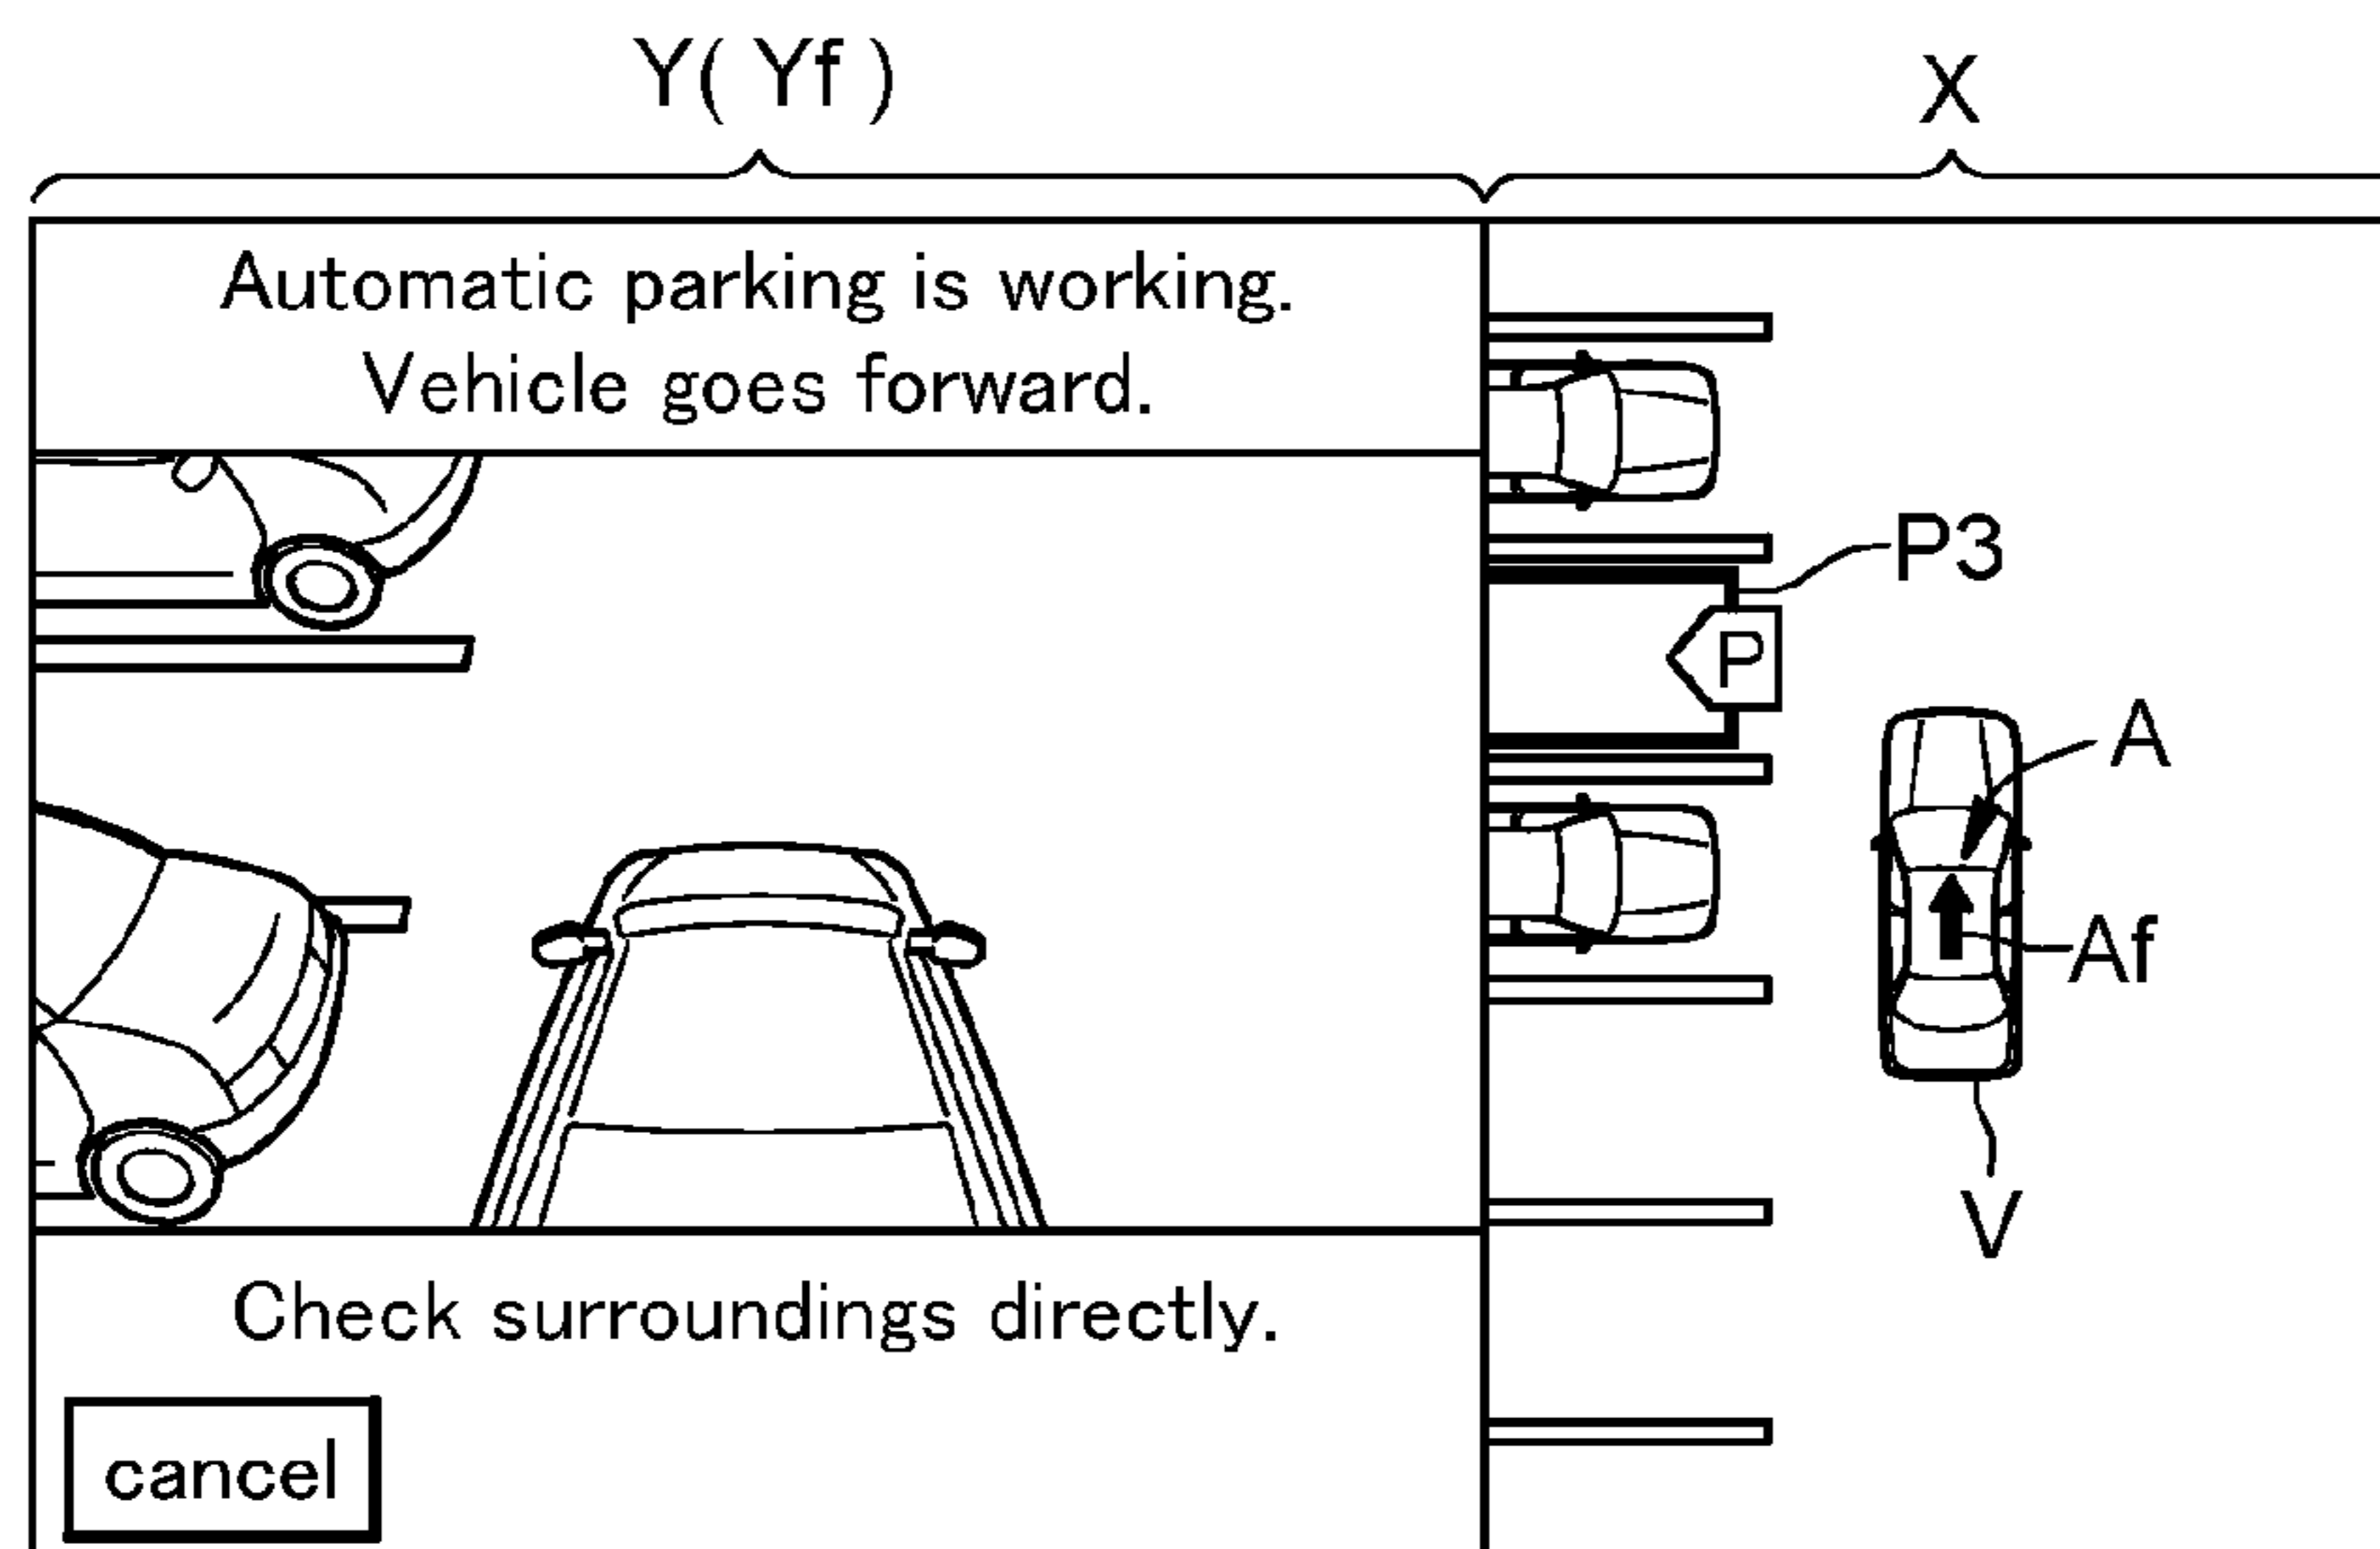 Y( Yf )
X
Automatic parking is working.
Vehicle goes forward.
P3
P
A
Af
V
Check surroundings directly.
cancel